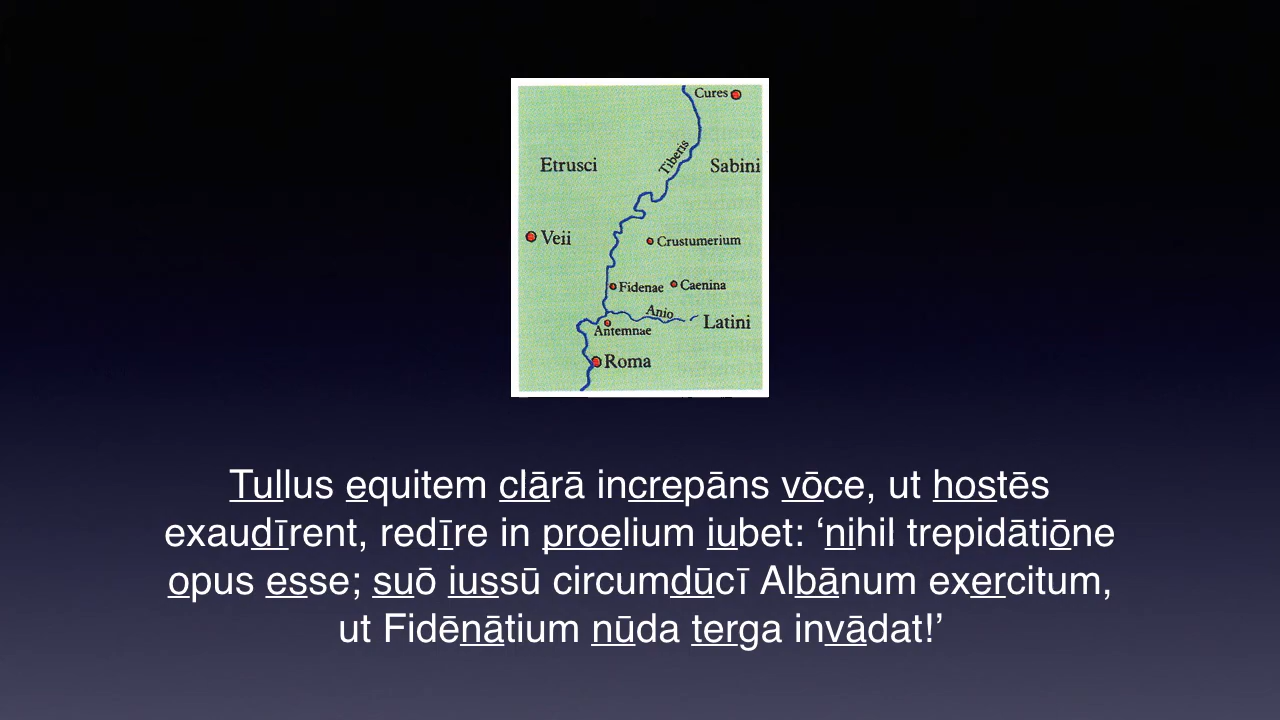 Cures
Tiberis
Etrusci
Sabini
Veii
Crustumerium
Fidenae
Caenina
Anio
Latini
Antemnae
Roma
Tullus equitem clārā increpāns vōce, ut hostēs
exaudīrent, redīre in proelium iubet: ‘nihil trepidātiōne
opus esse; suō iussū circumdūcī Albānum exercitum,
ut Fidēnātium nūda terga invādat!’